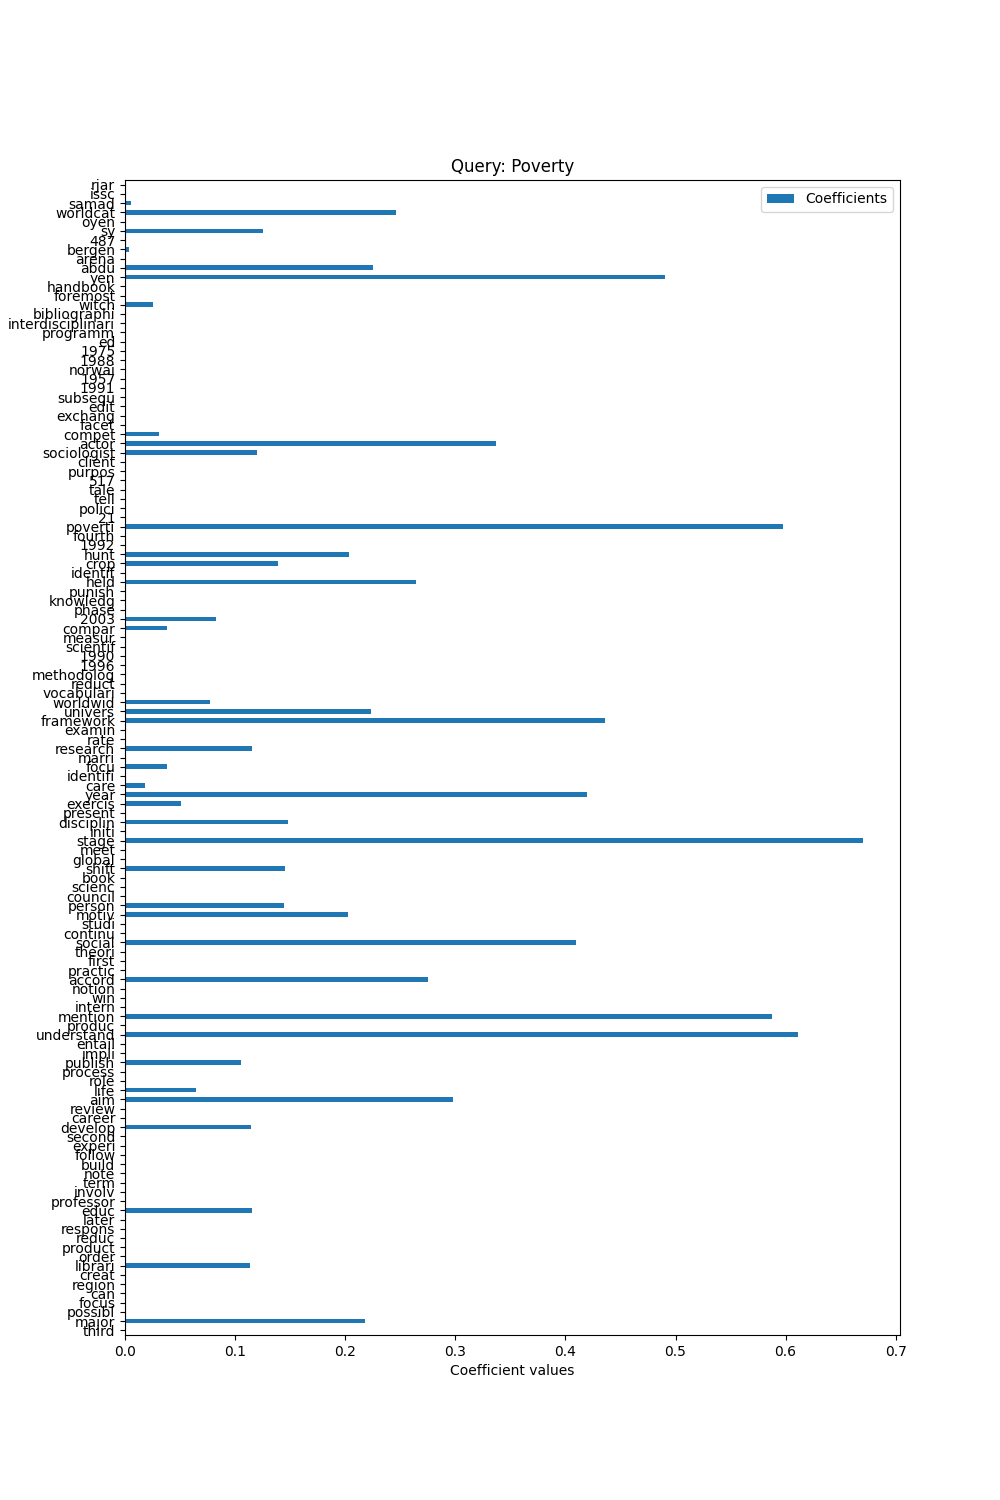 Query: Poverty
Coefficients
rjar
issc
samad
worldcat
oyen
sy
487
bergen
arena
abdu
yen
handbook
foremost
witch
bibliographi
interdisciplinari
programm
ed
1975
1988
norwai
1957
1991
subsequ
edit
exchang
facet
compet
actor
sociologist
client
purpos
517
tale
tell
polici
21
poverti
fourth
1992
hunt
crop
identif
held
punish
knowledg
phase
2003
compar
measur
scientif
1990
1996
methodolog
reduct
vocabulari
worldwid
univers
framework
examin
rate
research
marri
focu
identifi
care
year
exercis
present
disciplin
initi
stage
meet
global
shift
book
scienc
council
person
motiv
studi
continu
social
theori
first
practic
accord
notion
win
intern
mention
produc
understand
entail
impli
publish
process
role
life
aim
review
career
develop
second
experi
follow
build
note
term
involv
professor
educ
later
respons
reduc
product
order
librari
creat
region
can
focus
possibl
major
third
0.0 0.1 0.2 0.3 0.4 0.5 0.6 0.7
Coefficient values